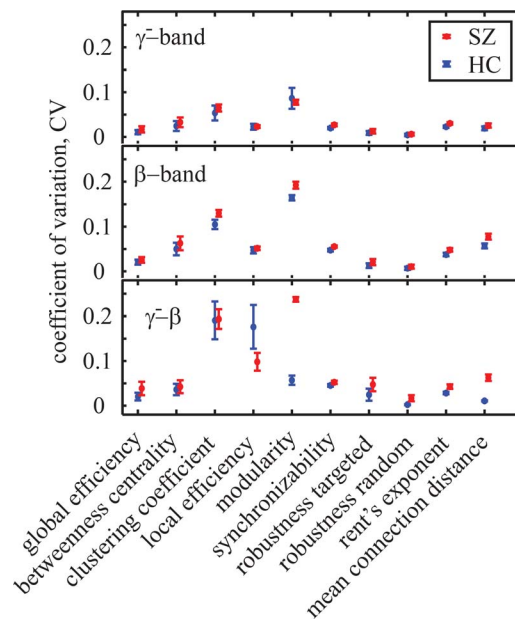 γ̄–band
SZ
HC
0.2
0.1
0
β–band
0.2
0.1
0
γ̄–β
0.2
0.1
0
coefficient of variation, CV
global efficiency
betweenness centrality
clustering coefficient
local efficiency
modularity
synchronizability
robustness targeted
robustness random
rent's exponent
mean connection distance